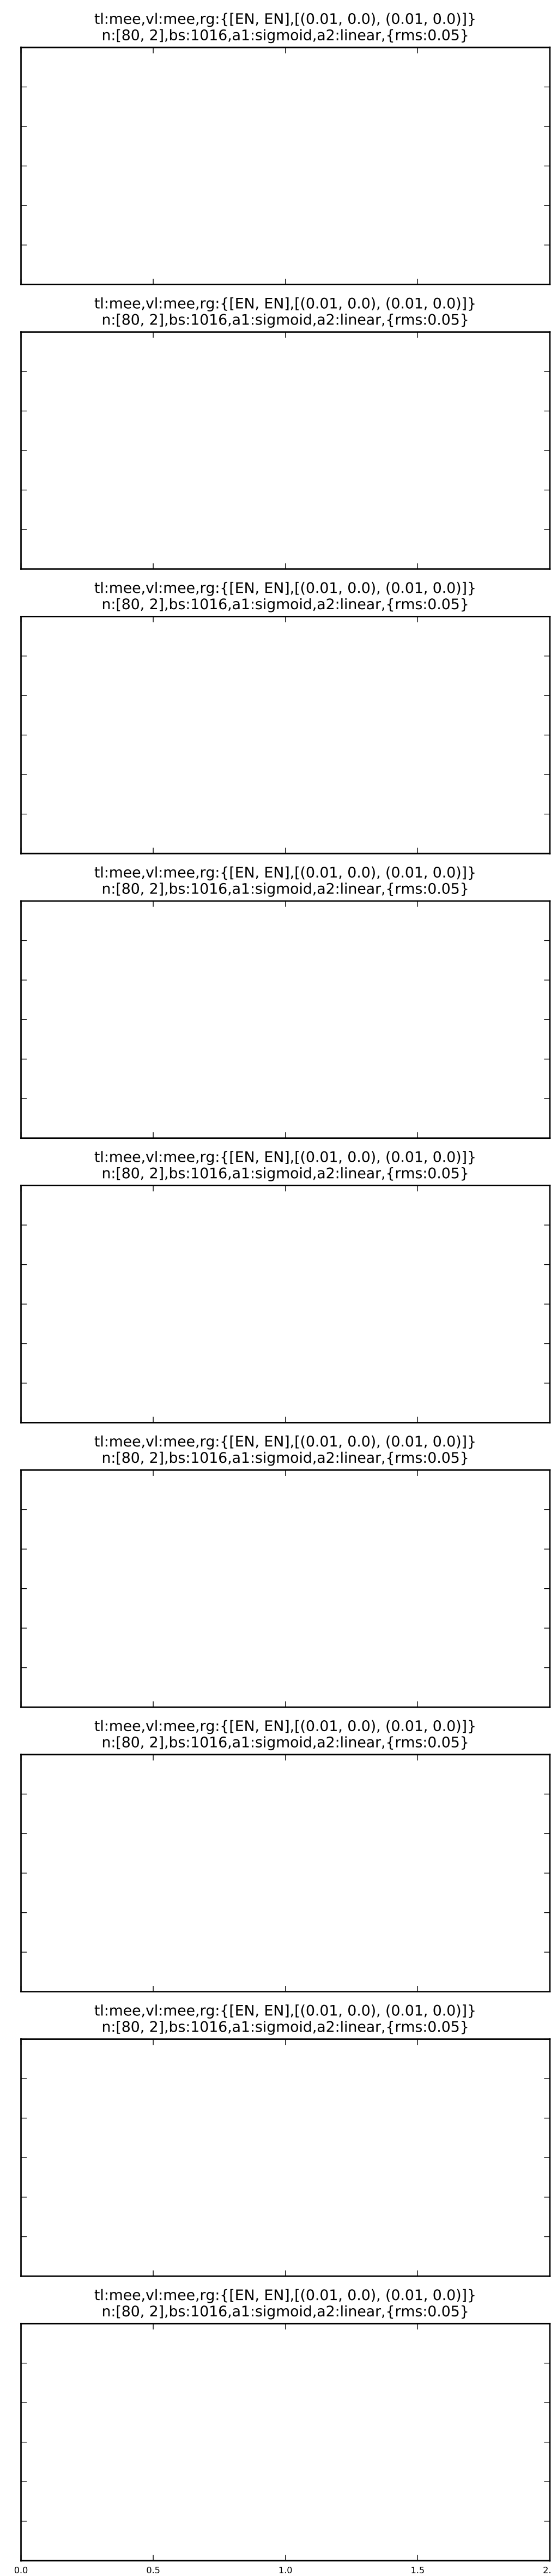 tl:mee,vl:mee,rg:{[EN, EN],[(0.01, 0.0), (0.01, 0.0)]}
n:[80, 2],bs:1016,a1:sigmoid,a2:linear,{rms:0.05}
tl:mee,vl:mee,rg:{[EN, EN],[(0.01, 0.0), (0.01, 0.0)]}
n:[80, 2],bs:1016,a1:sigmoid,a2:linear,{rms:0.05}
tl:mee,vl:mee,rg:{[EN, EN],[(0.01, 0.0), (0.01, 0.0)]}
n:[80, 2],bs:1016,a1:sigmoid,a2:linear,{rms:0.05}
tl:mee,vl:mee,rg:{[EN, EN],[(0.01, 0.0), (0.01, 0.0)]}
n:[80, 2],bs:1016,a1:sigmoid,a2:linear,{rms:0.05}
tl:mee,vl:mee,rg:{[EN, EN],[(0.01, 0.0), (0.01, 0.0)]}
n:[80, 2],bs:1016,a1:sigmoid,a2:linear,{rms:0.05}
tl:mee,vl:mee,rg:{[EN, EN],[(0.01, 0.0), (0.01, 0.0)]}
n:[80, 2],bs:1016,a1:sigmoid,a2:linear,{rms:0.05}
tl:mee,vl:mee,rg:{[EN, EN],[(0.01, 0.0), (0.01, 0.0)]}
n:[80, 2],bs:1016,a1:sigmoid,a2:linear,{rms:0.05}
tl:mee,vl:mee,rg:{[EN, EN],[(0.01, 0.0), (0.01, 0.0)]}
n:[80, 2],bs:1016,a1:sigmoid,a2:linear,{rms:0.05}
tl:mee,vl:mee,rg:{[EN, EN],[(0.01, 0.0), (0.01, 0.0)]}
n:[80, 2],bs:1016,a1:sigmoid,a2:linear,{rms:0.05}
0.0 0.5 1.0 1.5 2.